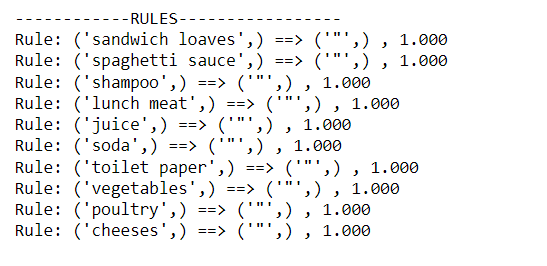 ------------RULES-----------------
Rule: ('sandwich loaves',) ==> ('"',) , 1.000
Rule: ('spaghetti sauce',) ==> ('"',) , 1.000
Rule: ('shampoo',) ==> ('"',) , 1.000
Rule: ('lunch meat',) ==> ('"',) , 1.000
Rule: ('juice',) ==> ('"',) , 1.000
Rule: ('soda',) ==> ('"',) , 1.000
Rule: ('toilet paper',) ==> ('"',) , 1.000
Rule: ('vegetables',) ==> ('"',) , 1.000
Rule: ('poultry',) ==> ('"',) , 1.000
Rule: ('cheeses',) ==> ('"',) , 1.000